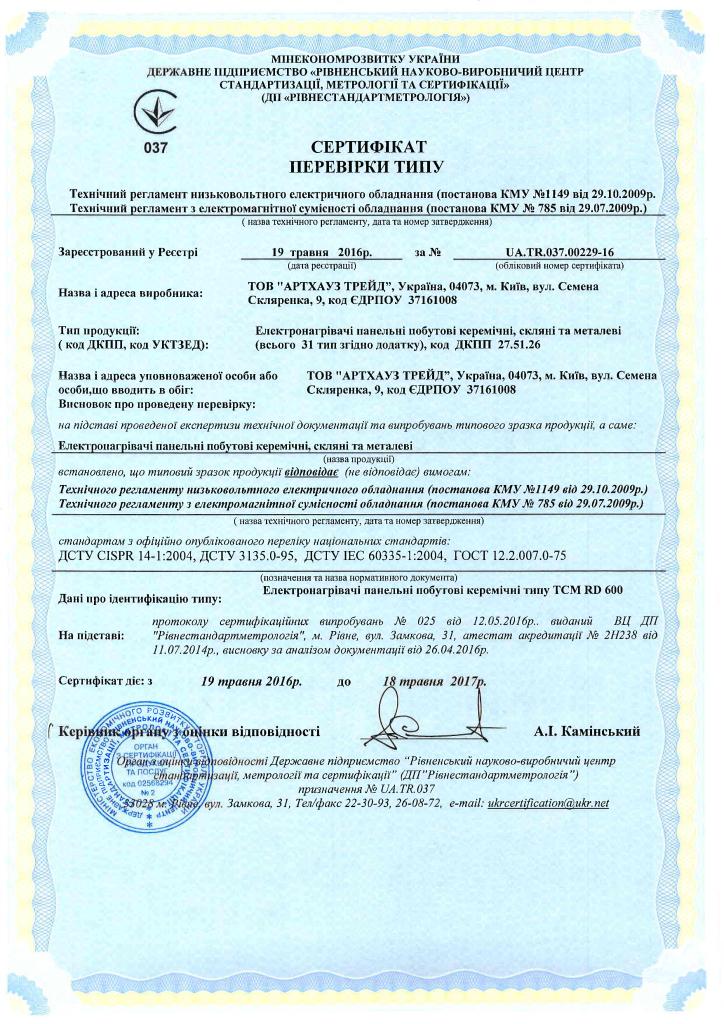 МІНЕКОНОМРОЗВИТКУ УКРАЇНИ
ДЕРЖАВНЕ ПІДПРИЄМСТВО «РІВНЕНСЬКИЙ НАУКОВО-ВИРОБНИЧИЙ ЦЕНТР
СТАНДАРТИЗАЦІЇ, МЕТРОЛОГІЇ ТА СЕРТИФІКАЦІЇ»
(ДП «РІВНЕСТАНДАРТМЕТРОЛОГІЯ»)
037
СЕРТИФІКАТ
ПЕРЕВІРКИ ТИПУ
Технічний регламент низьковольтного електричного обладнання (постанова КМУ №1149 від 29.10.2009р.
Технічний регламент з електромагнітної сумісності обладнання (постанова КМУ № 785 від 29.07.2009р.)
( назва технічного регламенту, дата та номер затвердження)
Зареєстрований у Реєстрі 19 травня 2016р. за № UA.TR.037.00229-16
(дата реєстрації) (обліковий номер сертифіката)
Назва і адреса виробника: ТОВ "АРТХАУЗ ТРЕЙД", Україна, 04073, м. Київ, вул. Семена
Скляренка, 9, код ЄДРПОУ 37161008
Тип продукції: Електронагрівачі панельні побутові керемічні, скляні та металеві
( код ДКПП, код УКТЗЕД): (всього 31 тип згідно додатку), код ДКПП 27.51.26
Назва і адреса уповноваженої особи або ТОВ "АРТХАУЗ ТРЕЙД", Україна, 04073, м. Київ, вул. Семена
особи,що вводить в обіг: Скляренка, 9, код ЄДРПОУ 37161008
Висновок про проведену перевірку:
на підставі проведеної експертизи технічної документації та випробувань типового зразка продукції, а саме:
Електронагрівачі панельні побутові керемічні, скляні та металеві
(назва продукції)
встановлено, що типовий зразок продукції відповідає (не відповідає) вимогам:
Технічного регламенту низьковольтного електричного обладнання (постанова КМУ №1149 від 29.10.2009р.)
Технічного регламенту з електромагнітної сумісності обладнання (постанова КМУ № 785 від 29.07.2009р.)
( назва технічного регламенту, дата та номер затвердження)
стандартам з офіційно опублікованого переліку національних стандартів:
ДСТУ CISPR 14-1:2004, ДСТУ 3135.0-95, ДСТУ IEC 60335-1:2004, ГОСТ 12.2.007.0-75
(позначення та назва нормативного документа)
Електронагрівачі панельні побутові керемічні типу ТСМ RD 600
Дані про ідентифікацію типу:
протоколу сертифікаційних випробувань № 025 від 12.05.2016р.. виданий ВЦ ДП
На підставі: "Рівнестандартметрологія", м. Рівне, вул. Замкова, 31, атестат акредитації № 2Н238 від
11.07.2014р., висновку за аналізом документації від 26.04.2016р.
Сертифікат діє: з 19 травня 2016р. до 18 травня 2017р.
Керівник органу з оцінки відповідності А.І. Камінський
Орган з оцінки відповідності Державне підприємство “Рівненський науково-виробничий центр
стандартизації, метрології та сертифікації” (ДП"Рівнестандартметрологія")
призначення № UA.TR.037
33028 м. Рівне, вул. Замкова, 31, Тел/факс 22-30-93, 26-08-72, e-mail: ukrcertification@ukr.net
ОРГАН
З СЕРТИФІКАЦІЇ
ТА ПОСЛУГ
код 02568294
№ 2